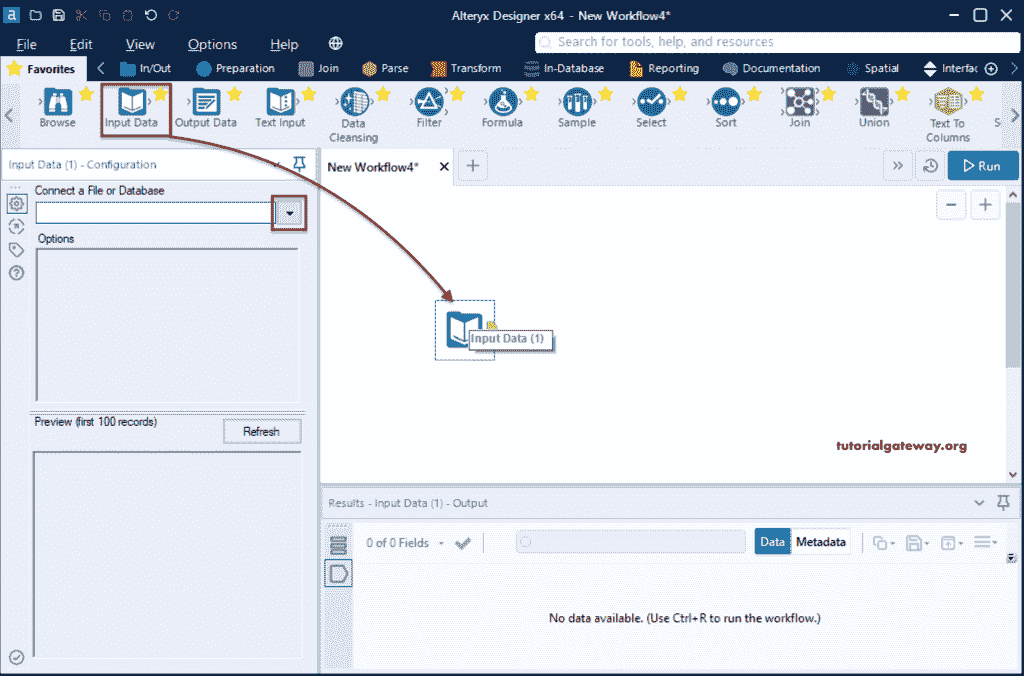 a
Alteryx Designer x64 - New Workflow4*
File Edit View Options Help
Search for tools, help, and resources
Favorites In/Out Preparation Join Parse Transform In-Database Reporting Documentation Spatial Interfac
Browse Input Data Output Data Text Input Data Cleansing Filter Formula Sample Select Sort Join Union Text To Columns S
Input Data (1) - Configuration
New Workflow4*
Run
Connect a File or Database
Options
Input Data (1)
Preview (first 100 records)
Refresh
tutorialgateway.org
Results - Input Data (1) - Output
0 of 0 Fields
Data Metadata
No data available. (Use Ctrl+R to run the workflow.)